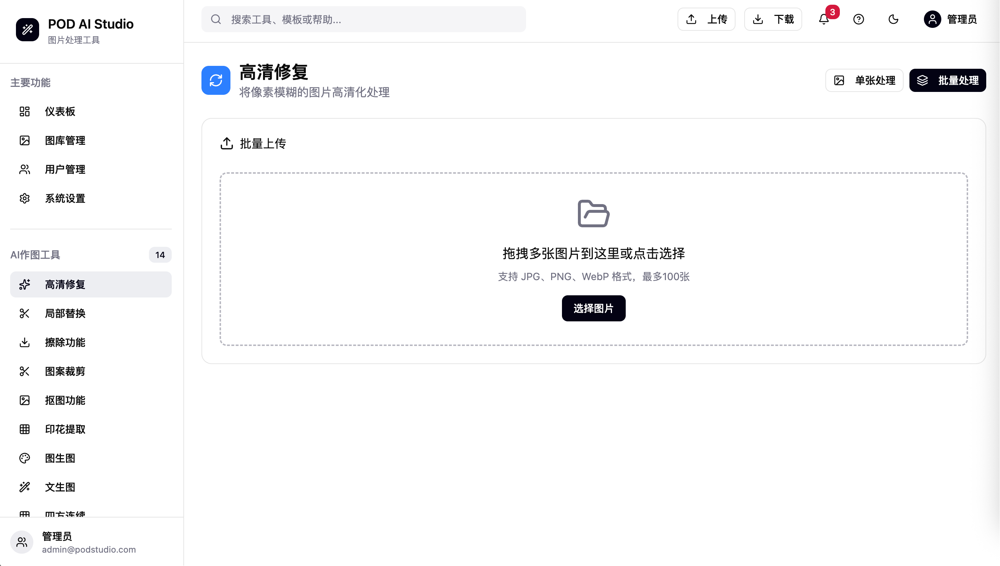 POD AI Studio
图片处理工具
主要功能
仪表板
图库管理
用户管理
系统设置
AI作图工具
14
高清修复
局部替换
擦除功能
图案裁剪
抠图功能
印花提取
图生图
文生图
四方连续
管理员
admin@podstudio.com
搜索工具、模板或帮助...
上传
下载
3
管理员
高清修复
将像素模糊的图片高清化处理
单张处理
批量处理
批量上传
拖拽多张图片到这里或点击选择
支持 JPG、PNG、WebP 格式，最多100张
选择图片